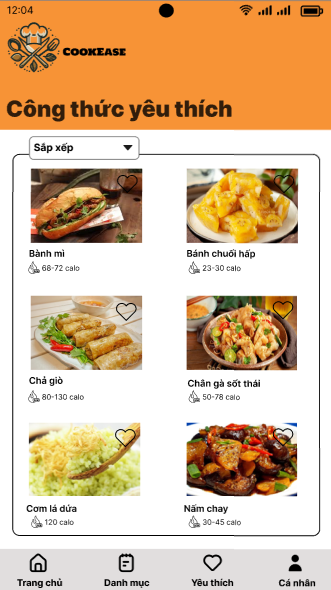 12:04
COOKEASE
Công thức yêu thích
Sắp xếp
Bành mì
68-72 calo
Bánh chuối hấp
23-30 calo
Chả giò
80-130 calo
Chân gà sốt thái
50-78 calo
Cơm lá dứa
120 calo
Nấm chay
30-45 calo
Trang chủ
Danh mục
Yêu thích
Cá nhân